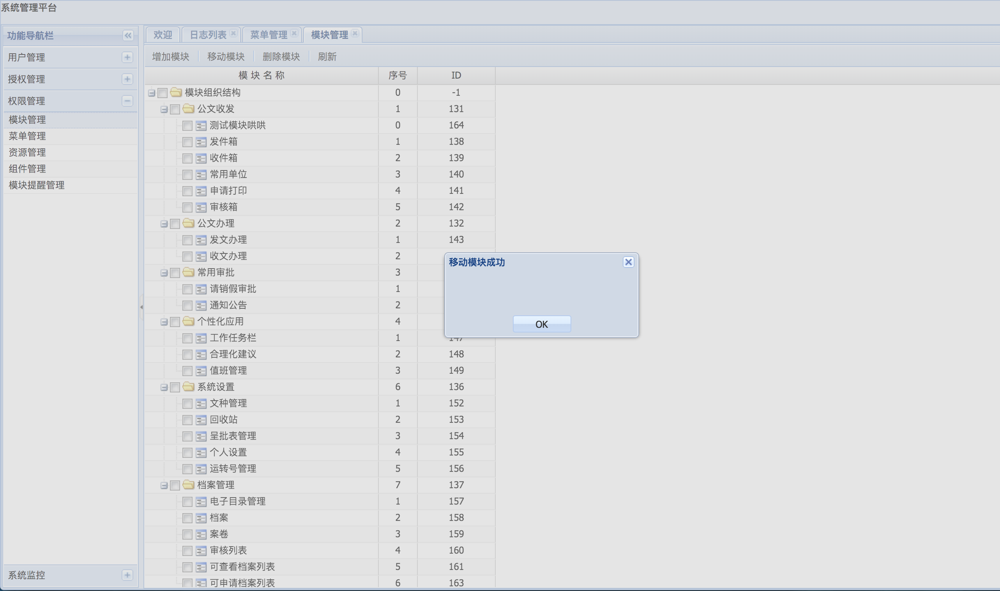 系统管理平台
功能导航栏
用户管理
授权管理
权限管理
模块管理
菜单管理
资源管理
组件管理
模块提醒管理
系统监控
欢迎 日志列表 菜单管理 模块管理
增加模块 移动模块 删除模块 刷新
模块名称 序号 ID
模块组织结构 0 -1
公文收发 1 131
测试模块哄哄 0 164
发件箱 1 138
收件箱 2 139
常用单位 3 140
申请打印 4 141
审核箱 5 142
公文办理 2 132
发文办理 1 143
收文办理 2
常用审批 3
请销假审批 1
通知公告 2
个性化应用 4
工作任务栏 1
合理化建议 2 148
值班管理 3 149
系统设置 6 136
文种管理 1 152
回收站 2 153
呈批表管理 3 154
个人设置 4 155
运转号管理 5 156
档案管理 7 137
电子目录管理 1 157
档案 2 158
案卷 3 159
审核列表 4 160
可查看档案列表 5 161
可申请档案列表 6 163
移动模块成功
OK